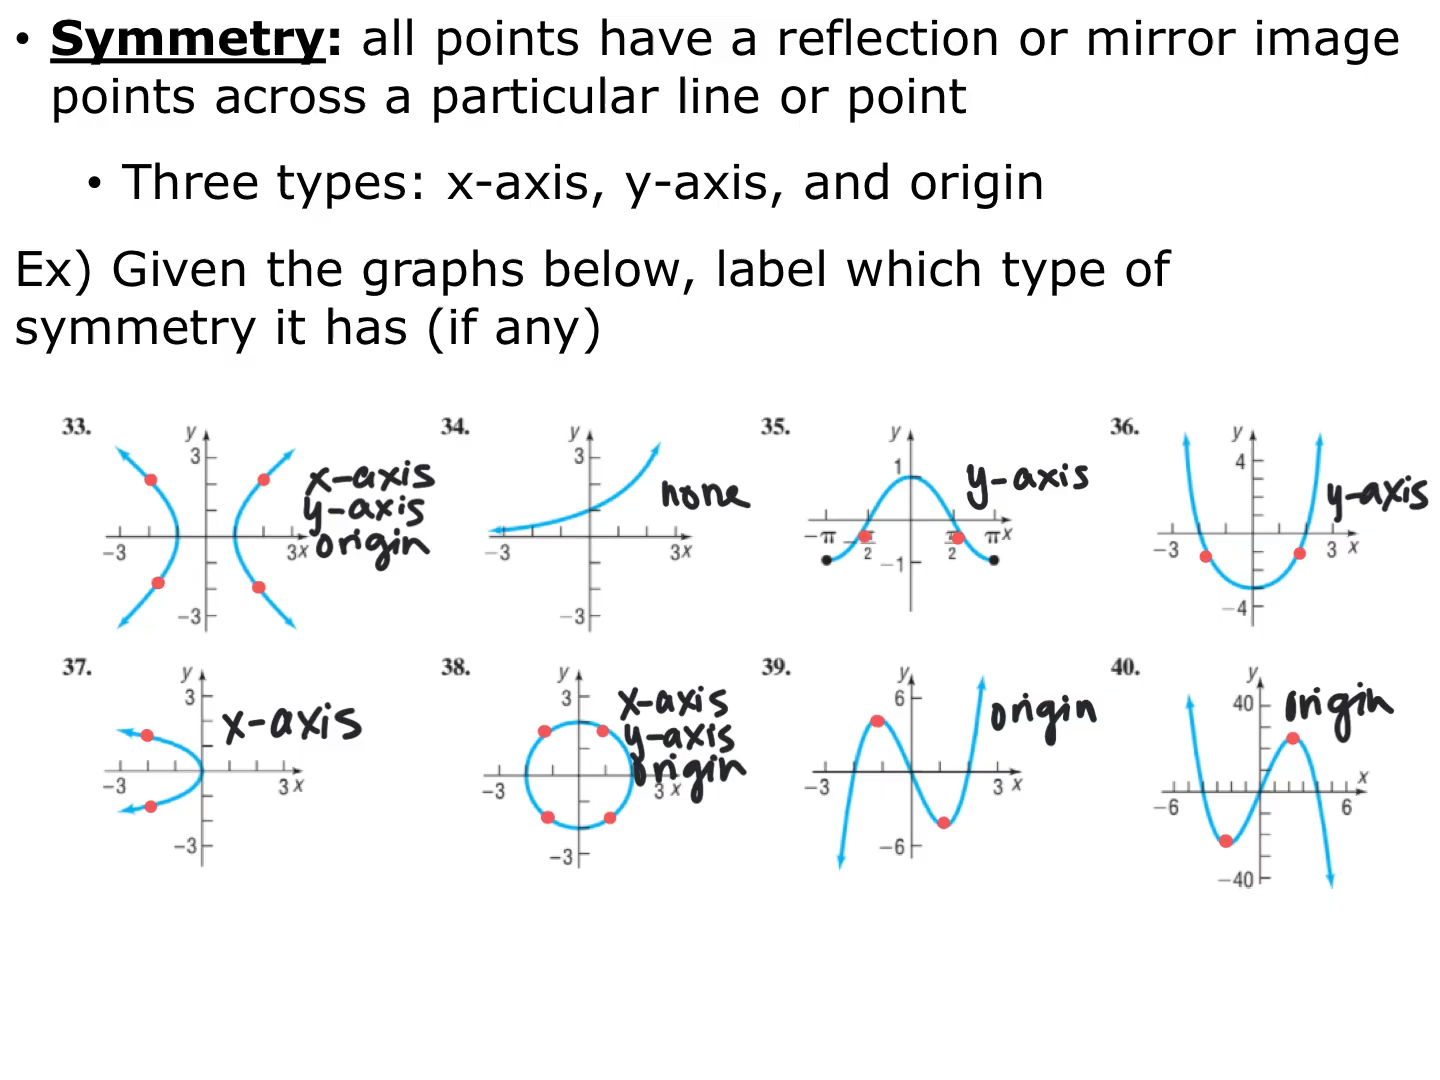 • Symmetry: all points have a reflection or mirror image
points across a particular line or point
• Three types: x-axis, y-axis, and origin
Ex) Given the graphs below, label which type of
symmetry it has (if any)
33.
y
3
-3
3x
-3
x-axis
y-axis
origin
34.
y
3
-3
3x
-3
none
35.
y
1
-π
-π/2
π/2
π x
-1
y-axis
36.
y
4
-3
3 x
-4
y-axis
37.
y
3
-3
3 x
-3
x-axis
38.
y
3
-3
3 x
-3
x-axis
y-axis
origin
39.
y
6
-3
3 x
-6
origin
40.
y
40
-6
6
x
-40
origin